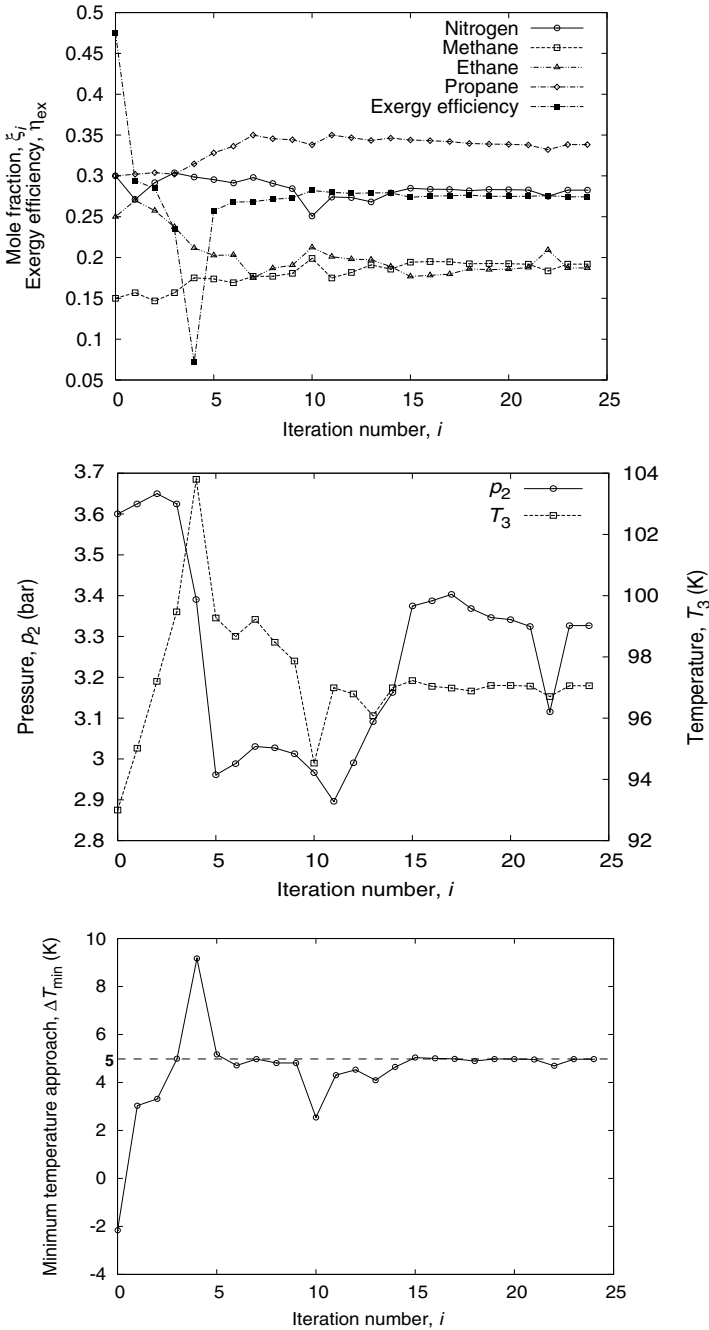 0.5
0.45
0.4
0.35
0.3
0.25
0.2
0.15
0.1
0.05
Mole fraction, ξi
Exergy efficiency, ηex
Nitrogen
Methane
Ethane
Propane
Exergy efficiency
0 5 10 15 20 25
Iteration number, i
3.7
3.6
3.5
3.4
3.3
3.2
3.1
3
2.9
2.8
Pressure, p2 (bar)
p2
T3
104
102
100
98
96
94
92
Temperature, T3 (K)
0 5 10 15 20 25
Iteration number, i
10
8
6
5
4
2
0
-2
-4
Minimum temperature approach, ΔTmin (K)
0 5 10 15 20 25
Iteration number, i